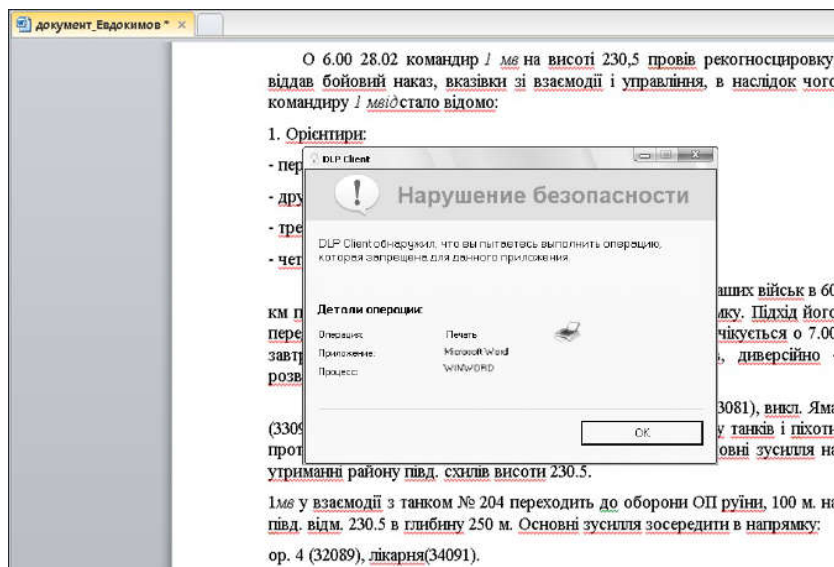 документ_Евдокимов *
О 6.00 28.02 командир 1 мв на висоті 230,5 провів рекогносцировку
віддав бойовий наказ, вказівки зі взаємодії і управління, в наслідок чого
командиру 1 мвідстало відомо:
1. Орієнтири:
- пер
- дру
- тре
- чет
DLP Client
Нарушение безопасности
DLP Client обнаружил, что вы пытаетесь выполнить операцию,
которая запрещена для данного приложения.
Детали операции:
Операция: Печать
Приложение: Microsoft Word
Процесс: WINWORD
OK
аших військ в 60
км п мку. Підхід його
пере чікується о 7.00
завтр , диверсійно -
розв
3081), викл. Яма
(3309 у танків і піхоти
прот овні зусилля на
утриманні району півд. схилів висоти 230.5.
1мв у взаємодії з танком № 204 переходить до оборони ОП руїни, 100 м. на
півд. відм. 230.5 в глибину 250 м. Основні зусилля зосередити в напрямку:
ор. 4 (32089), лікарня(34091).